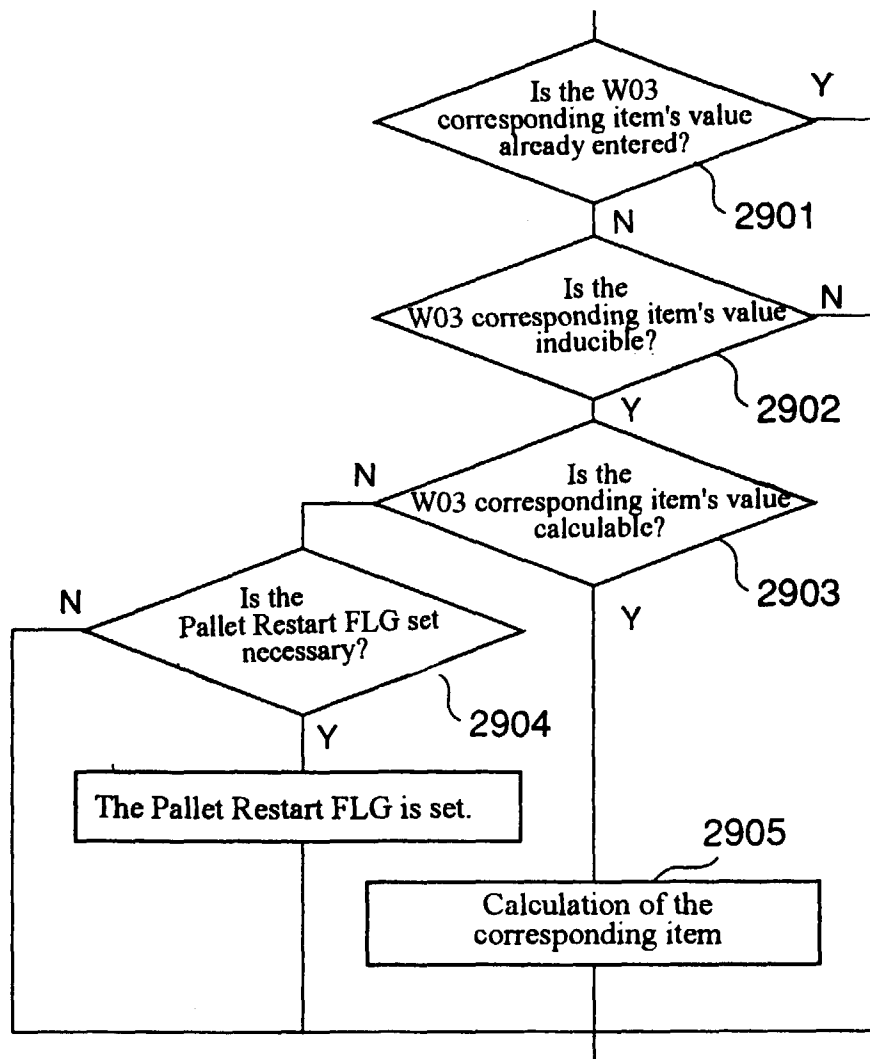 Is the W03
corresponding item's value
already entered?
Y
2901
N
Is the
W03 corresponding item's value
inducible?
N
2902
Y
Is the
W03 corresponding item's value
calculable?
N
2903
Y
Is the
Pallet Restart FLG set
necessary?
N
2904
Y
The Pallet Restart FLG is set.
2905
Calculation of the
corresponding item